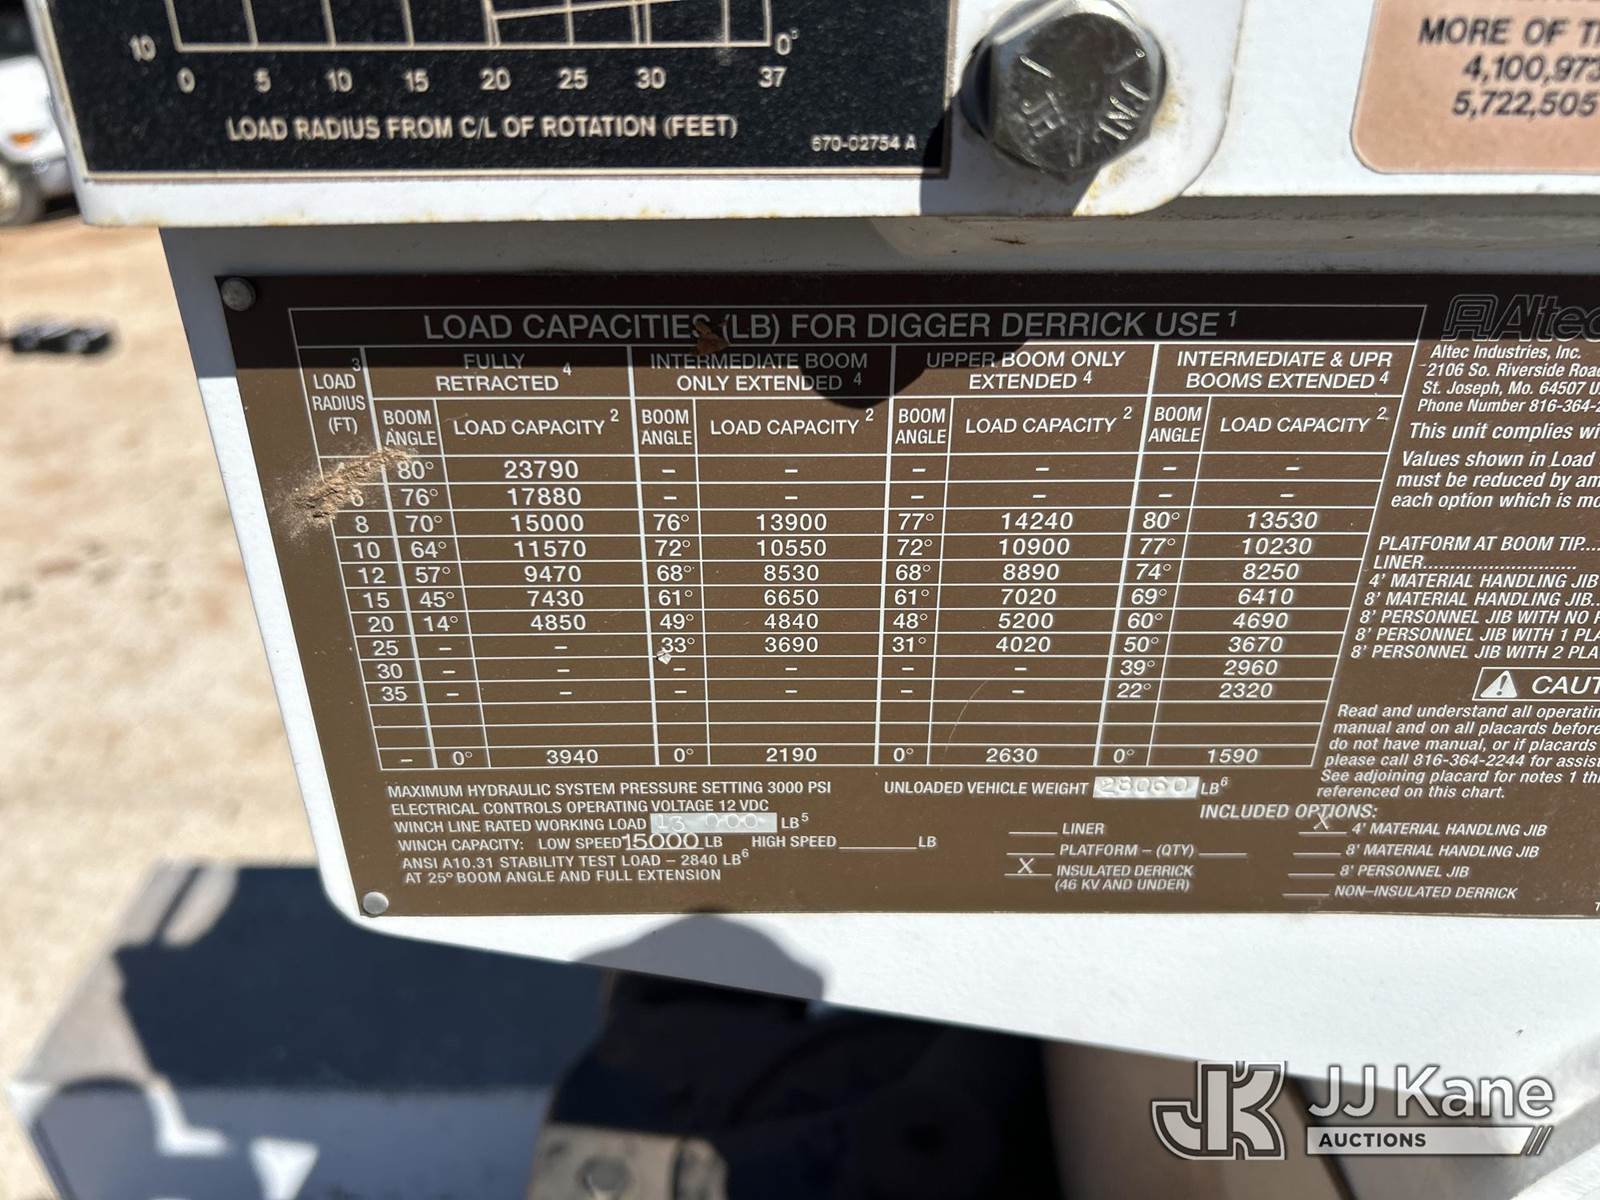 10
0°
0 5 10 15 20 25 30 37
LOAD RADIUS FROM C/L OF ROTATION (FEET)
670-02754 A
MORE OF
4,100,973
5,722,505
LOAD CAPACITIES (LB) FOR DIGGER DERRICK USE 1
3 LOAD RADIUS (FT)
FULLY RETRACTED 4
INTERMEDIATE BOOM ONLY EXTENDED 4
UPPER BOOM ONLY EXTENDED 4
INTERMEDIATE & UPR BOOMS EXTENDED 4
BOOM ANGLE LOAD CAPACITY 2 BOOM ANGLE LOAD CAPACITY 2 BOOM ANGLE LOAD CAPACITY 2 BOOM ANGLE LOAD CAPACITY 2
80° 23790 – – – – – –
6 76° 17880 – – – – – –
8 70° 15000 76° 13900 77° 14240 80° 13530
10 64° 11570 72° 10550 72° 10900 77° 10230
12 57° 9470 68° 8530 68° 8890 74° 8250
15 45° 7430 61° 6650 61° 7020 69° 6410
20 14° 4850 49° 4840 48° 5200 60° 4690
25 – – 33° 3690 31° 4020 50° 3670
30 – – – – – – 39° 2960
35 – – – – – – 22° 2320
– 0° 3940 0° 2190 0° 2630 0° 1590
MAXIMUM HYDRAULIC SYSTEM PRESSURE SETTING 3000 PSI
ELECTRICAL CONTROLS OPERATING VOLTAGE 12 VDC
WINCH LINE RATED WORKING LOAD 13 000 LB 5
WINCH CAPACITY: LOW SPEED 15000 LB HIGH SPEED ______ LB
ANSI A10.31 STABILITY TEST LOAD – 2840 LB 6
AT 25° BOOM ANGLE AND FULL EXTENSION
UNLOADED VEHICLE WEIGHT 28060 LB 6
INCLUDED OPTIONS:
____ LINER
____ PLATFORM – (QTY) ____
X INSULATED DERRICK
(46 KV AND UNDER)
X 4' MATERIAL HANDLING JIB
____ 8' MATERIAL HANDLING JIB
____ 8' PERSONNEL JIB
____ NON–INSULATED DERRICK
Altec
Altec Industries, Inc.
2106 So. Riverside Road
St. Joseph, Mo. 64507
Phone Number 816-364-
This unit complies
Values shown in Load
must be reduced by
each option which is
PLATFORM AT BOOM TIP....
LINER............................
4' MATERIAL HANDLING JIB
8' MATERIAL HANDLING JIB..
8' PERSONNEL JIB WITH NO
8' PERSONNEL JIB WITH 1
8' PERSONNEL JIB WITH 2
Read and understand all
manual and on all placards before
do not have manual, or if placards
please call 816-364-2244 for
See adjoining placard for notes 1
referenced on this chart.
JK JJ Kane
AUCTIONS